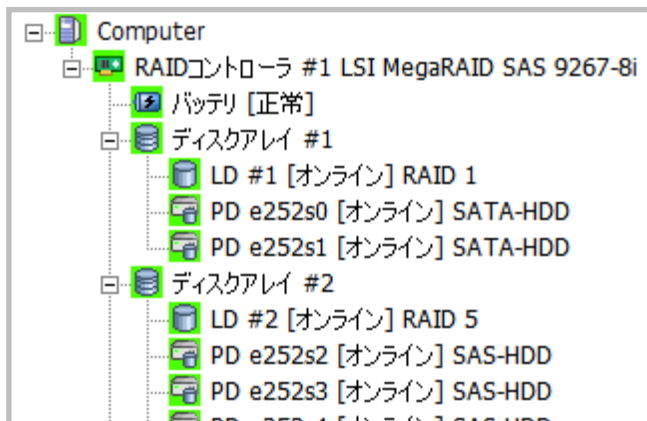 Computer
RAIDコントローラ #1 LSI MegaRAID SAS 9267-8i
バッテリ [正常]
ディスクアレイ #1
LD #1 [オンライン] RAID 1
PD e252s0 [オンライン] SATA-HDD
PD e252s1 [オンライン] SATA-HDD
ディスクアレイ #2
LD #2 [オンライン] RAID 5
PD e252s2 [オンライン] SAS-HDD
PD e252s3 [オンライン] SAS-HDD